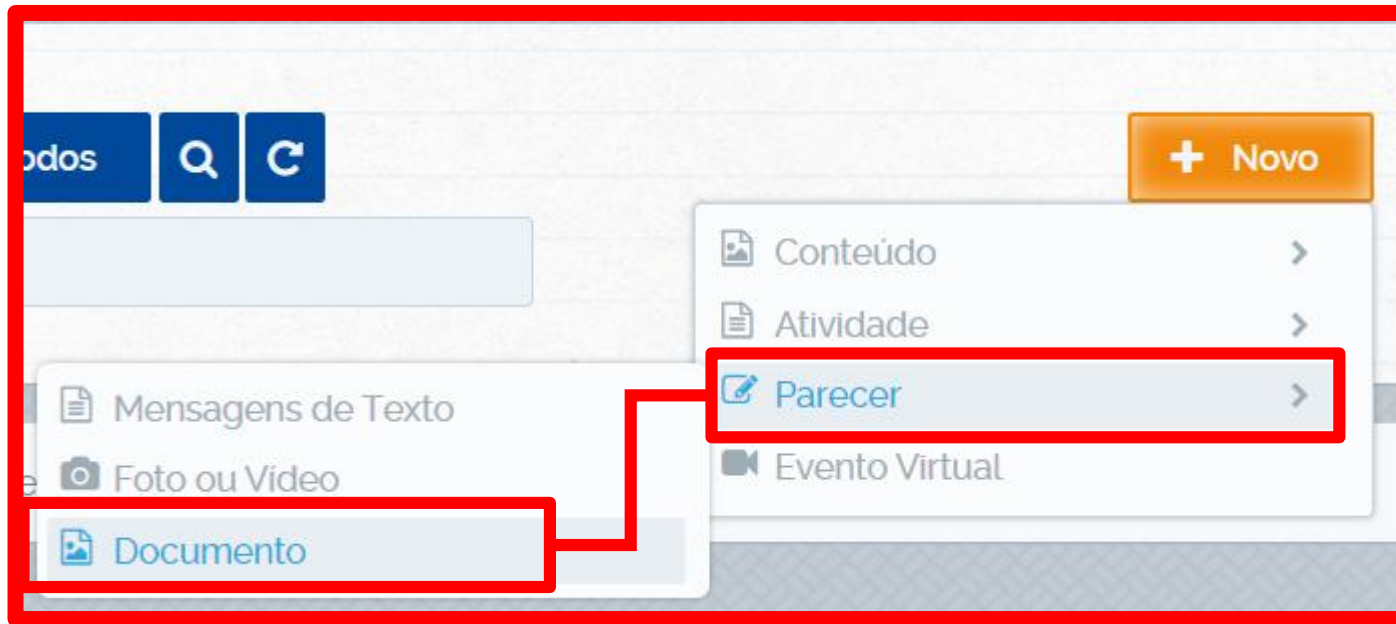 odos
+ Novo
Conteúdo
Atividade
Parecer
Evento Virtual
Mensagens de Texto
Foto ou Vídeo
Documento
e